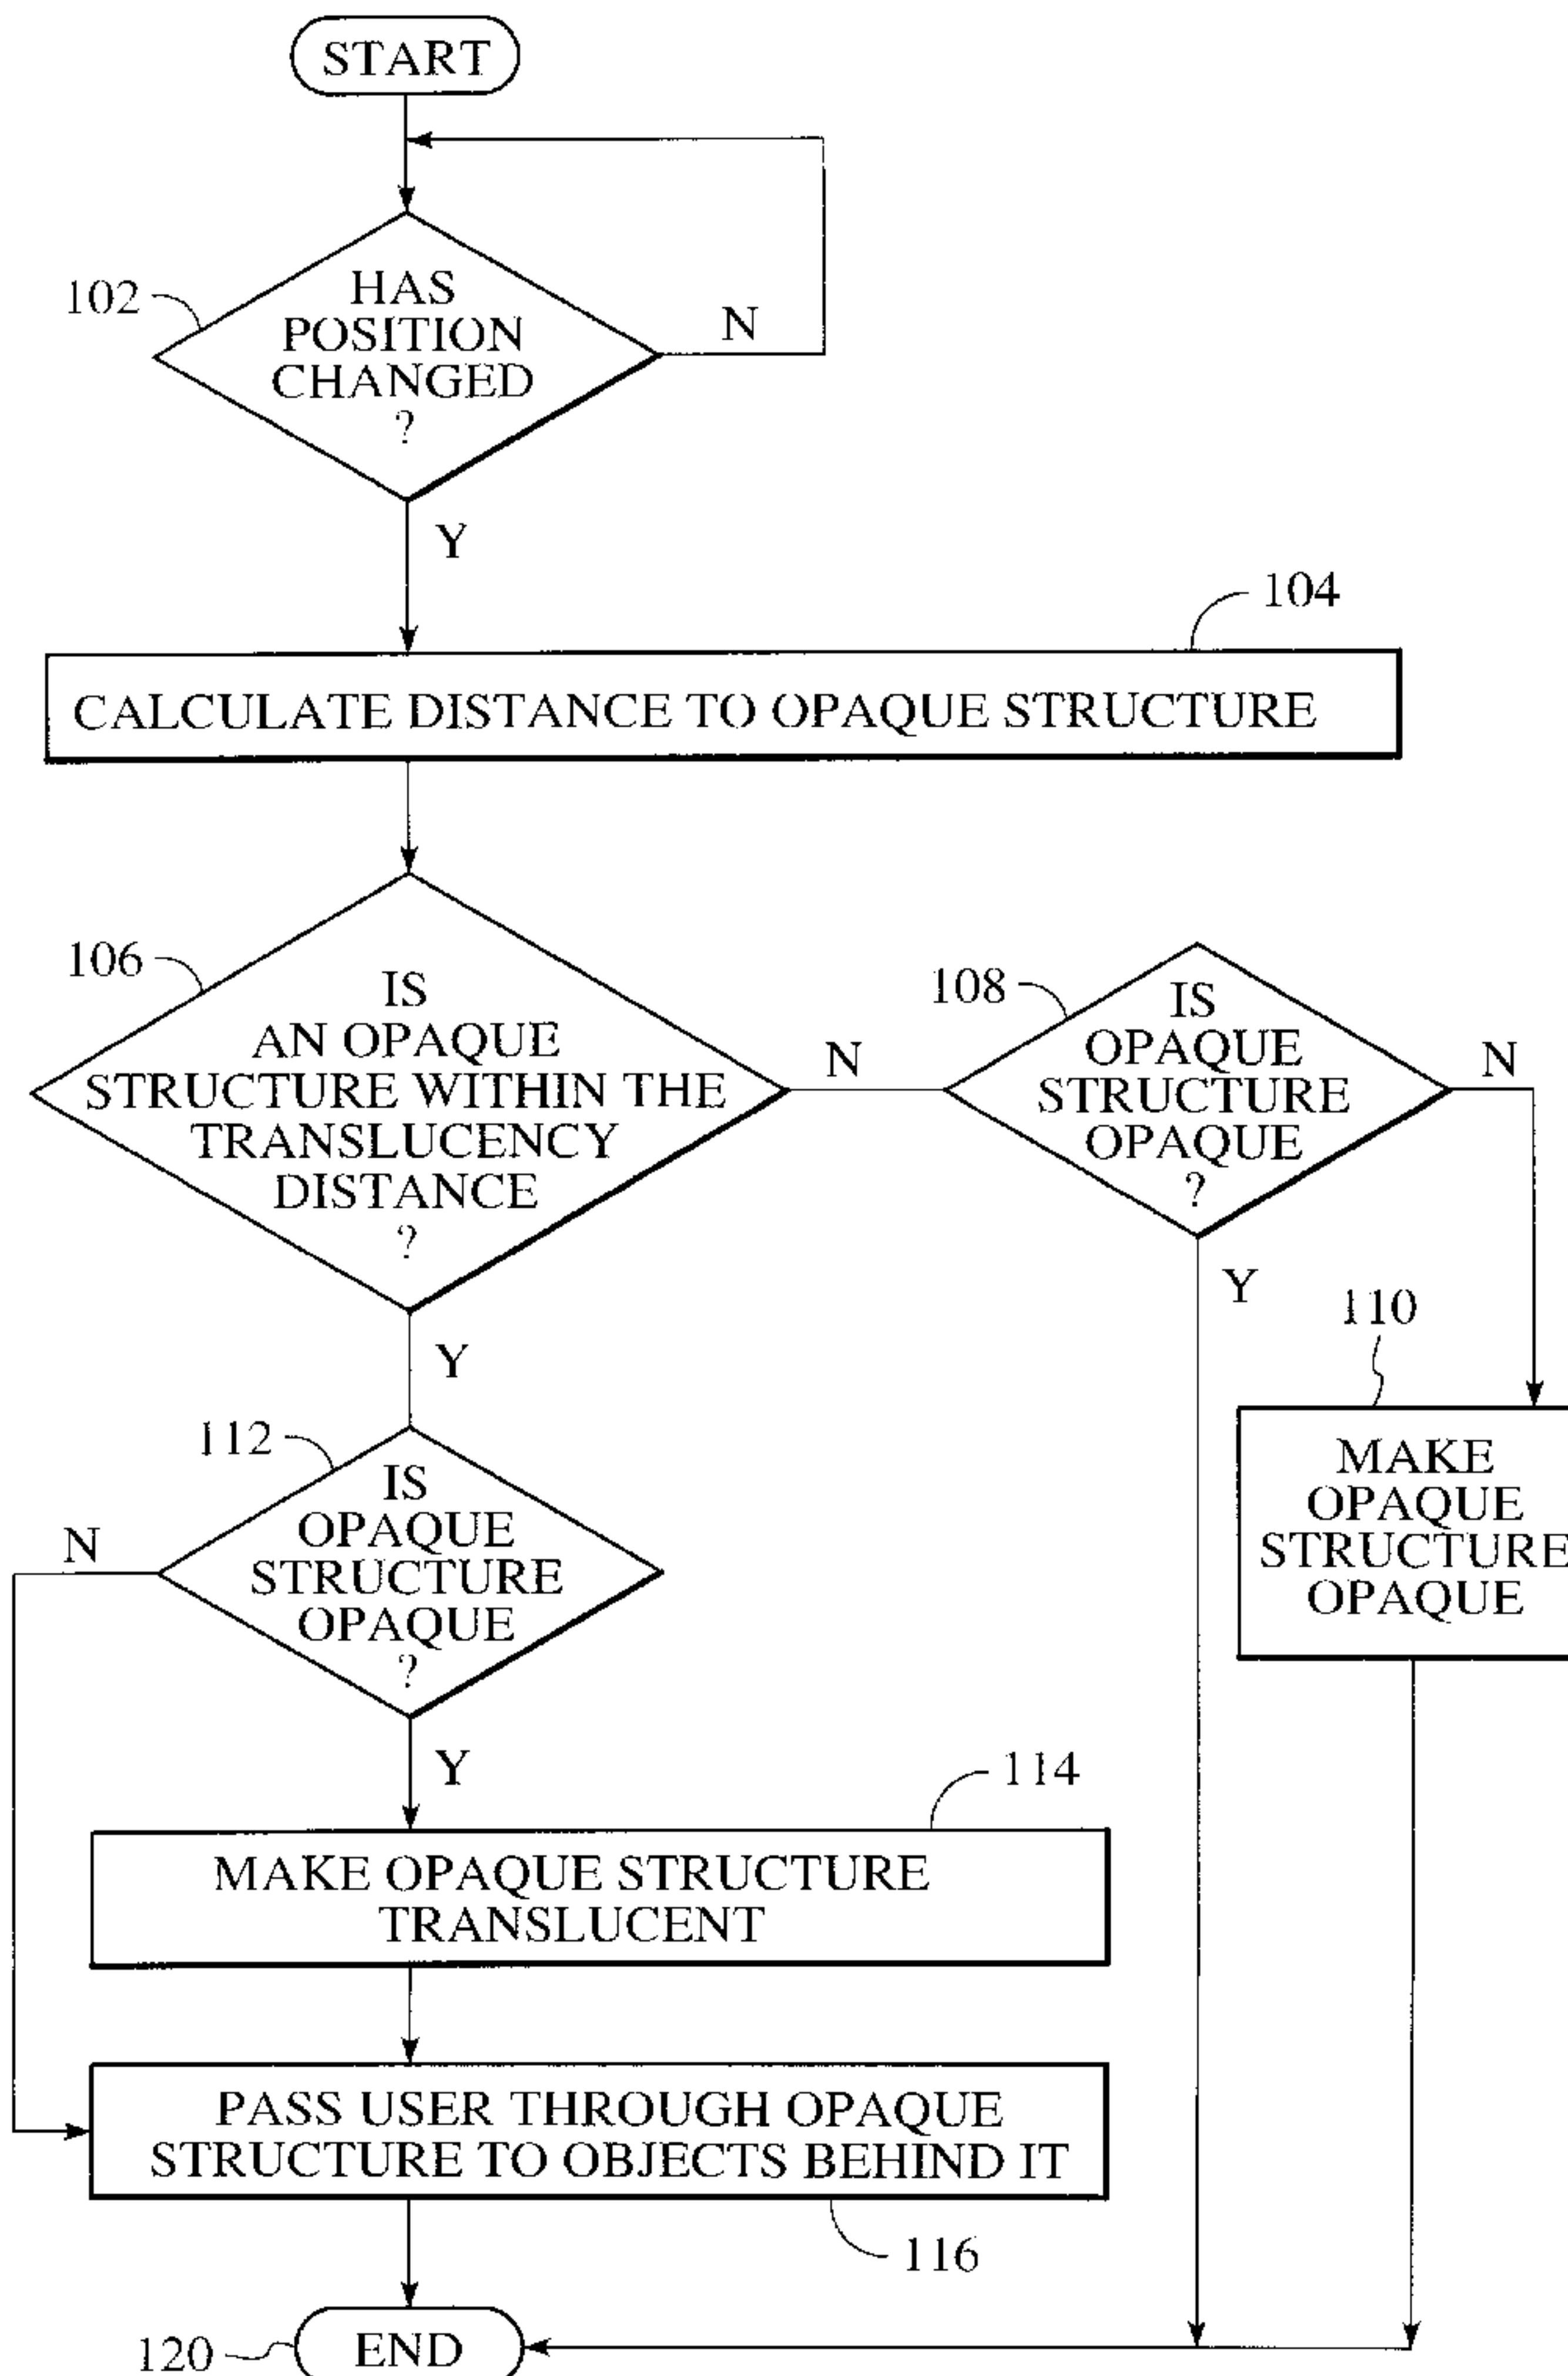 START
102
HAS
POSITION
CHANGED
?
N
Y
104
CALCULATE DISTANCE TO OPAQUE STRUCTURE
106
IS
AN OPAQUE
STRUCTURE WITHIN THE
TRANSLUCENCY
DISTANCE
?
N
Y
108
IS
OPAQUE
STRUCTURE
OPAQUE
?
N
Y
110
MAKE
OPAQUE
STRUCTURE
OPAQUE
112
IS
OPAQUE
STRUCTURE
OPAQUE
?
N
Y
114
MAKE OPAQUE STRUCTURE
TRANSLUCENT
PASS USER THROUGH OPAQUE
STRUCTURE TO OBJECTS BEHIND IT
116
120
END